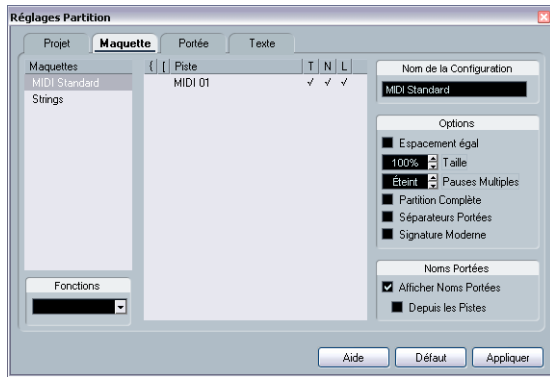 Réglages Partition
Projet Maquette Portée Texte
Maquettes
MIDI Standard
Strings
Fonctions
{ [ Piste T N L
MIDI 01 ✓ ✓ ✓
Nom de la Configuration
MIDI Standard
Options
Espacement égal
100% Taille
Éteint Pauses Multiples
Partition Complète
Séparateurs Portées
Signature Moderne
Noms Portées
Afficher Noms Portées
Depuis les Pistes
Aide Défaut Appliquer